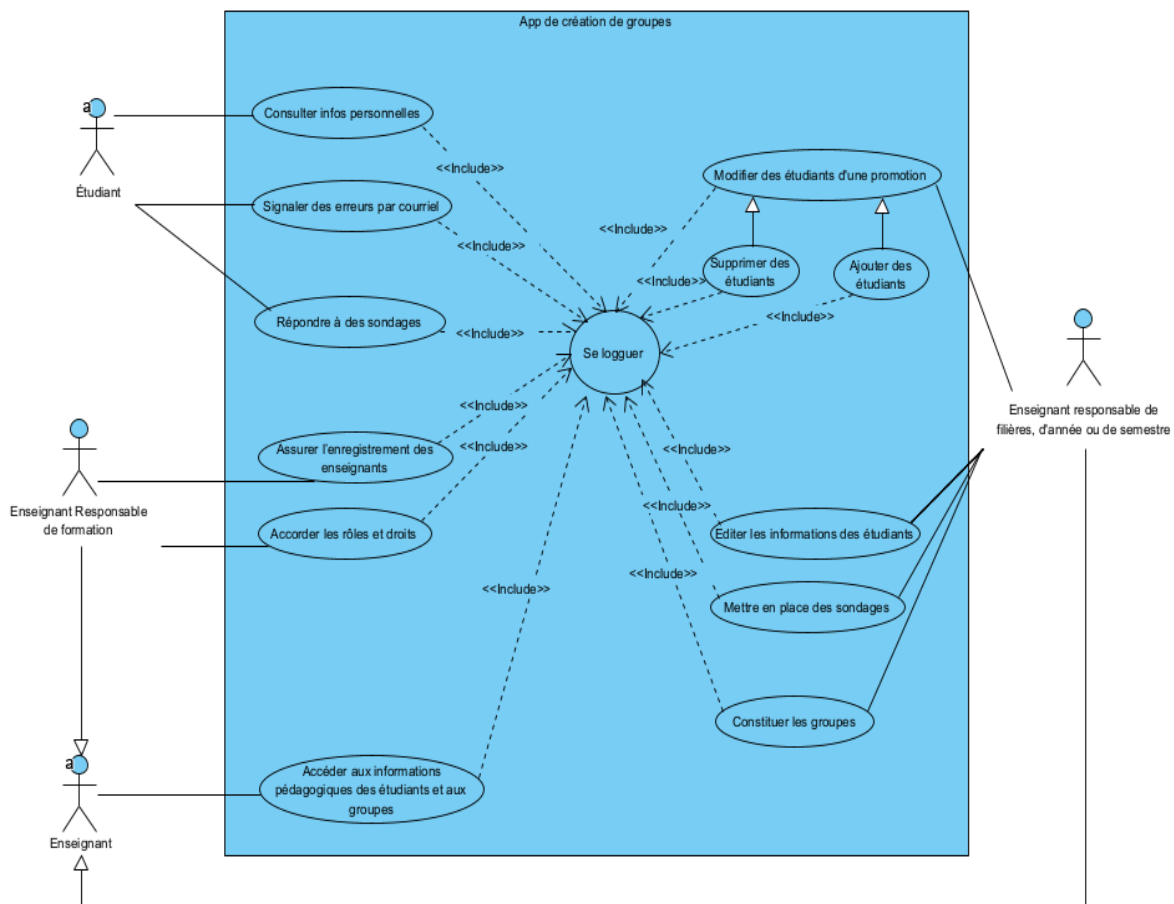 App de création de groupes
a
Consulter infos personnelles
Étudiant
<<Include>>
Modifier des étudiants d'une promotion
Signaler des erreurs par courriel
<<Include>>
<<Include>>
Supprimer des
étudiants
Ajouter des
étudiants
<<Include>>
Répondre à des sondages
<<Include>>
<<Include>>
Se logguer
Enseignant responsable de
filières, d'année ou de semestre
<<Include>>
Assurer l'enregistrement des
enseignants
<<Include>>
<<Include>>
Enseignant Responsable
de formation
Accorder les rôles et droits
Editer les informations des étudiants
<<Include>>
<<Include>>
<<Include>>
Mettre en place des sondages
Constituer les groupes
a
Accéder aux informations
pédagogiques des étudiants et aux
groupes
Enseignant